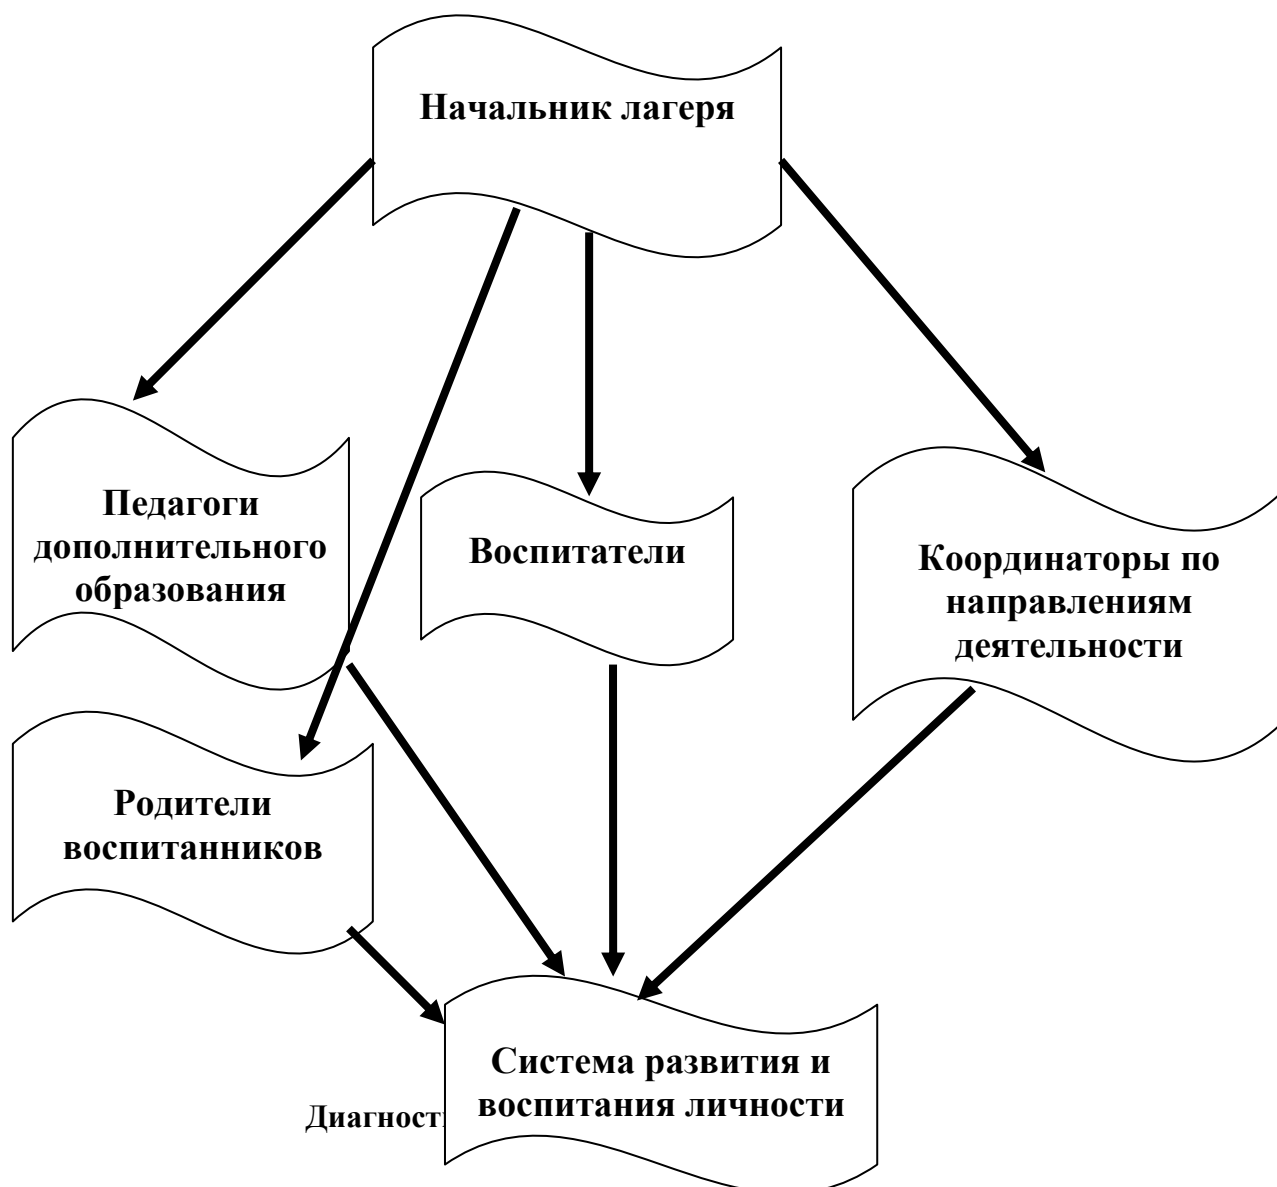 Начальник лагеря
Педагоги
дополнительного
образования
Воспитатели
Координаторы по
направлениям
деятельности
Родители
воспитанников
Система развития и
воспитания личности